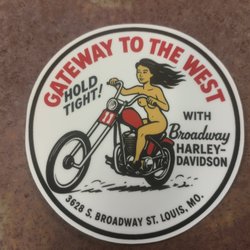 GATEWAY TO THE WEST
HOLD
TIGHT!
WITH
Broadway
HARLEY-
DAVIDSON
3628 S. BROADWAY ST. LOUIS, MO.